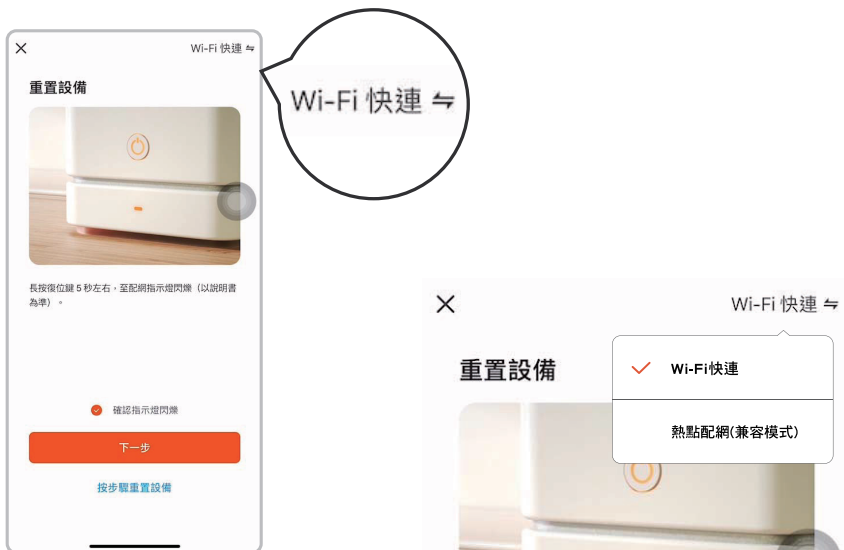 Wi-Fi 快連 ⇋
重置設備
長按復位鍵 5 秒左右，至配網指示燈閃爍（以說明書
為準）。
確認指示燈閃爍
下一步
按步驟重置設備
Wi-Fi 快連 ⇋
Wi-Fi 快連 ⇋
重置設備
Wi-Fi快連
熱點配網(兼容模式)